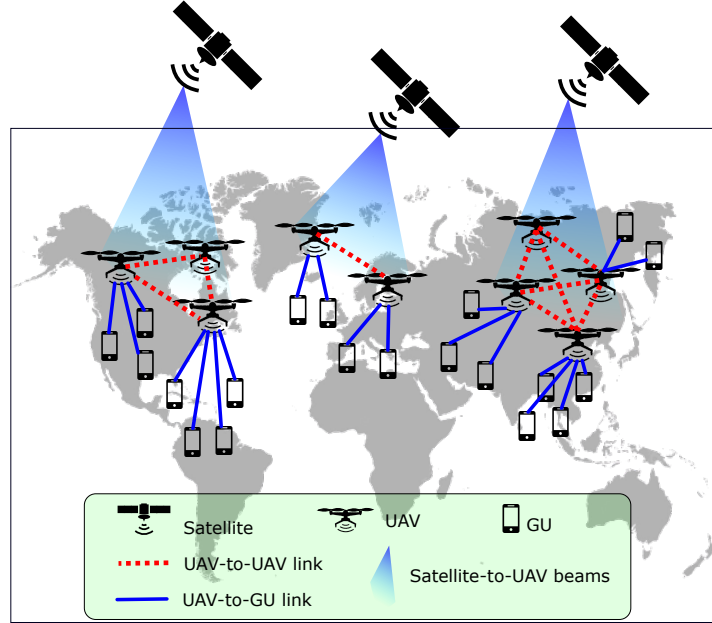 Satellite
UAV
GU
UAV-to-UAV link
Satellite-to-UAV beams
UAV-to-GU link